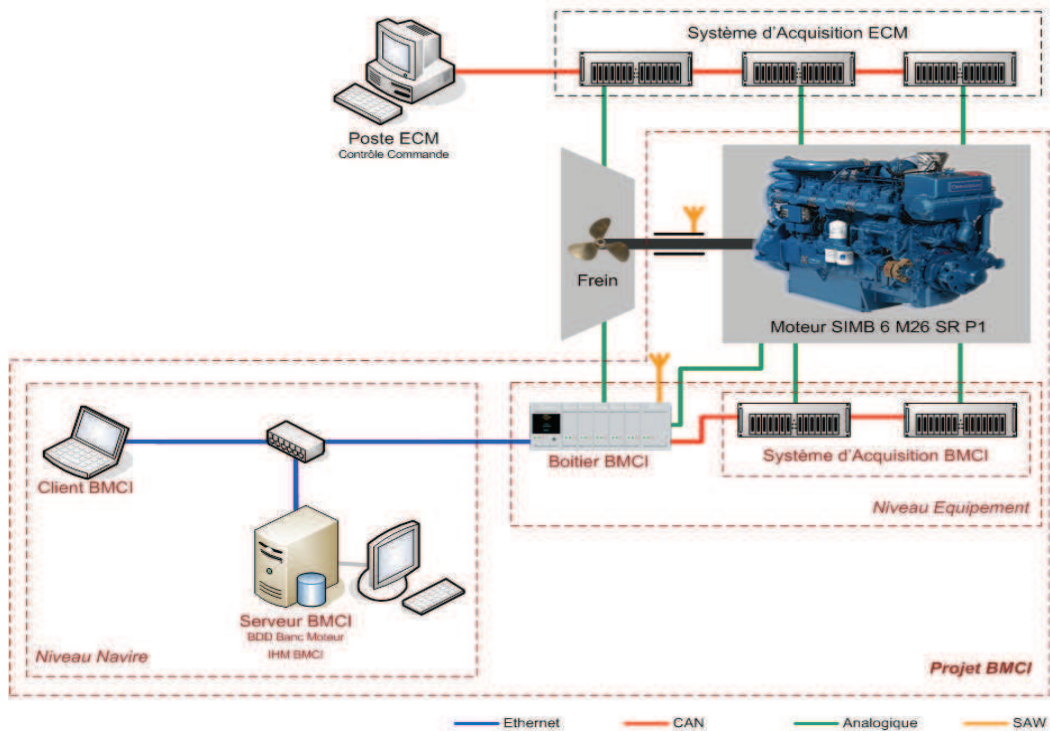 Système d'Acquisition ECM
Poste ECM
Contrôle Commande
Frein
Moteur SIMB 6 M26 SR P1
Client BMCI
Boitier BMCI
Système d'Acquisition BMCI
Niveau Equipement
Serveur BMCI
BDD Banc Moteur
IHM BMCI
Niveau Navire
Projet BMCI
Ethernet
CAN
Analogique
SAW